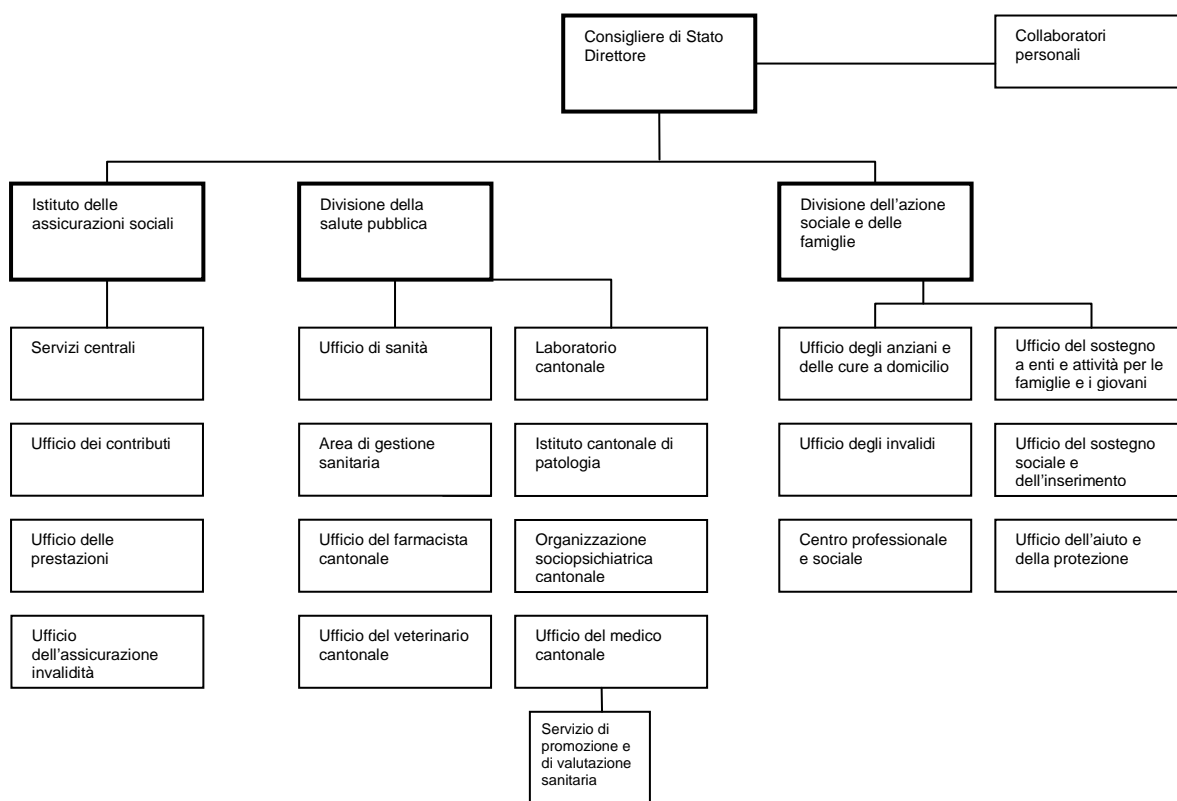 Consigliere di Stato
Direttore
Collaboratori
personali
Istituto delle
assicurazioni sociali
Divisione della
salute pubblica
Divisione dell’azione
sociale e delle
famiglie
Servizi centrali
Ufficio di sanità
Laboratorio
cantonale
Ufficio degli anziani e
delle cure a domicilio
Ufficio del sostegno
a enti e attività per le
famiglie e i giovani
Ufficio dei contributi
Area di gestione
sanitaria
Istituto cantonale di
patologia
Ufficio degli invalidi
Ufficio del sostegno
sociale e
dell’inserimento
Ufficio delle
prestazioni
Ufficio del farmacista
cantonale
Organizzazione
sociopsichiatrica
cantonale
Centro professionale
e sociale
Ufficio dell’aiuto e
della protezione
Ufficio
dell’assicurazione
invalidità
Ufficio del veterinario
cantonale
Ufficio del medico
cantonale
Servizio di
promozione e
di valutazione
sanitaria